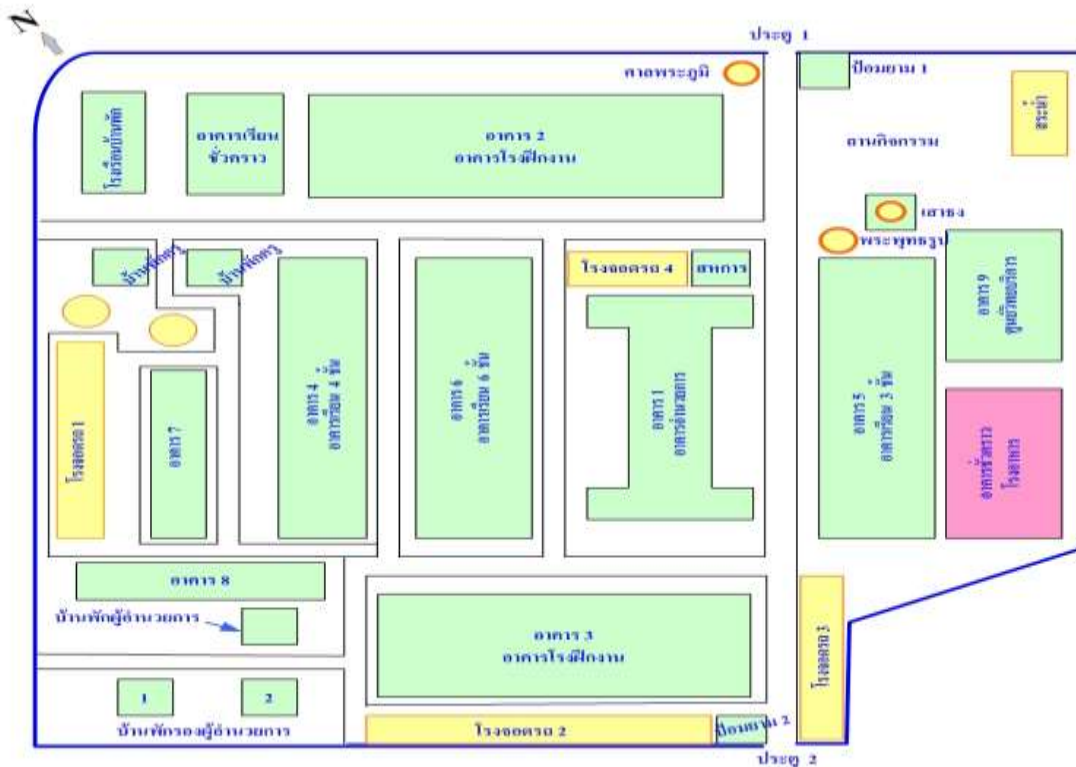 N
ประตู 1
ศาลพระภูมิ
ป้อมยาม 1
สระน้ำ
โรงเรือนบ้านพัก
อาคารเรียน
ชั่วคราว
อาคาร 2
อาคารโรงฝึกงาน
ลานกิจกรรม
เสาธง
พระพุทธรูป
บ้านพักครู
บ้านพักครู
โรงจอดรถ 4
สหการ
อาคาร 9
ศูนย์วิทยบริการ
โรงจอดรถ 1
อาคาร 7
อาคาร 4
อาคารเรียน 4 ชั้น
อาคาร 6
อาคารเรียน 6 ชั้น
อาคาร 1
อาคารอำนวยการ
อาคาร 5
อาคารเรียน 3 ชั้น
อาคารชั่วคราว
โรงอาหาร
อาคาร 8
บ้านพักผู้อำนวยการ
อาคาร 3
อาคารโรงฝึกงาน
โรงจอดรถ 3
1
2
บ้านพักรองผู้อำนวยการ
โรงจอดรถ 2
ป้อมยาม 2
ประตู 2